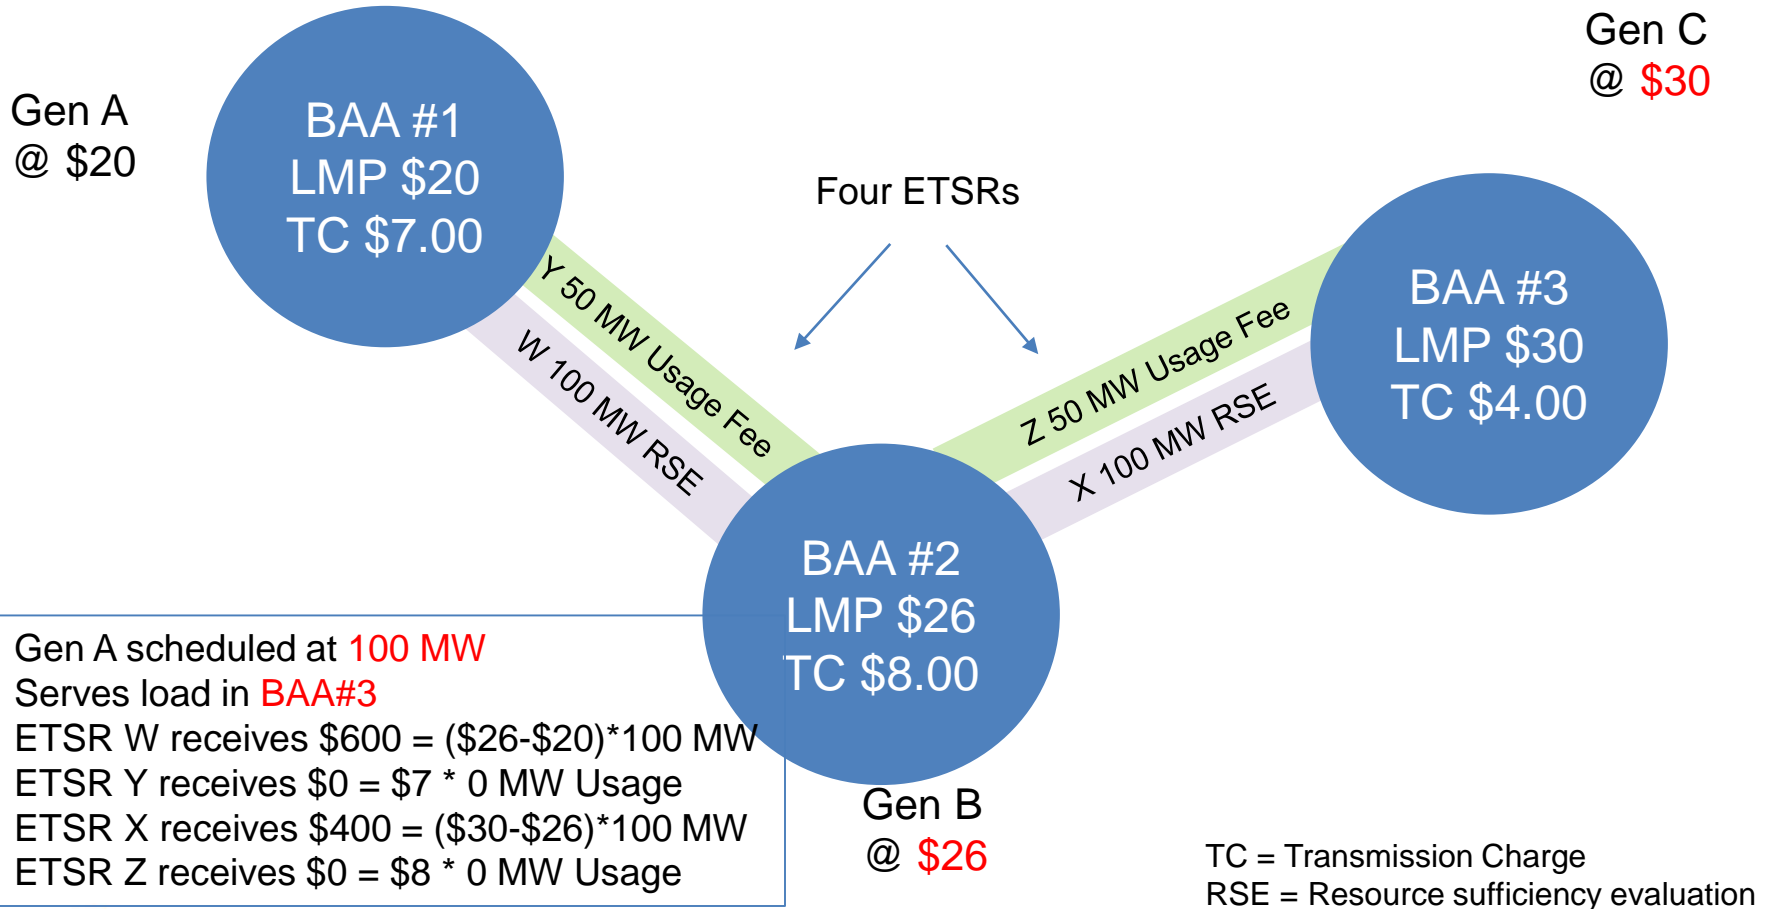 Gen C
@ $30
Gen A
@ $20
BAA #1
LMP $20
TC $7.00
Four ETSRs
BAA #3
LMP $30
TC $4.00
Y 50 MW Usage Fee
W 100 MW RSE
Z 50 MW Usage Fee
X 100 MW RSE
BAA #2
LMP $26
TC $8.00
Gen A scheduled at 100 MW
Serves load in BAA#3
ETSR W receives $600 = ($26-$20)*100 MW
ETSR Y receives $0 = $7 * 0 MW Usage
ETSR X receives $400 = ($30-$26)*100 MW
ETSR Z receives $0 = $8 * 0 MW Usage
Gen B
@ $26
TC = Transmission Charge
RSE = Resource sufficiency evaluation